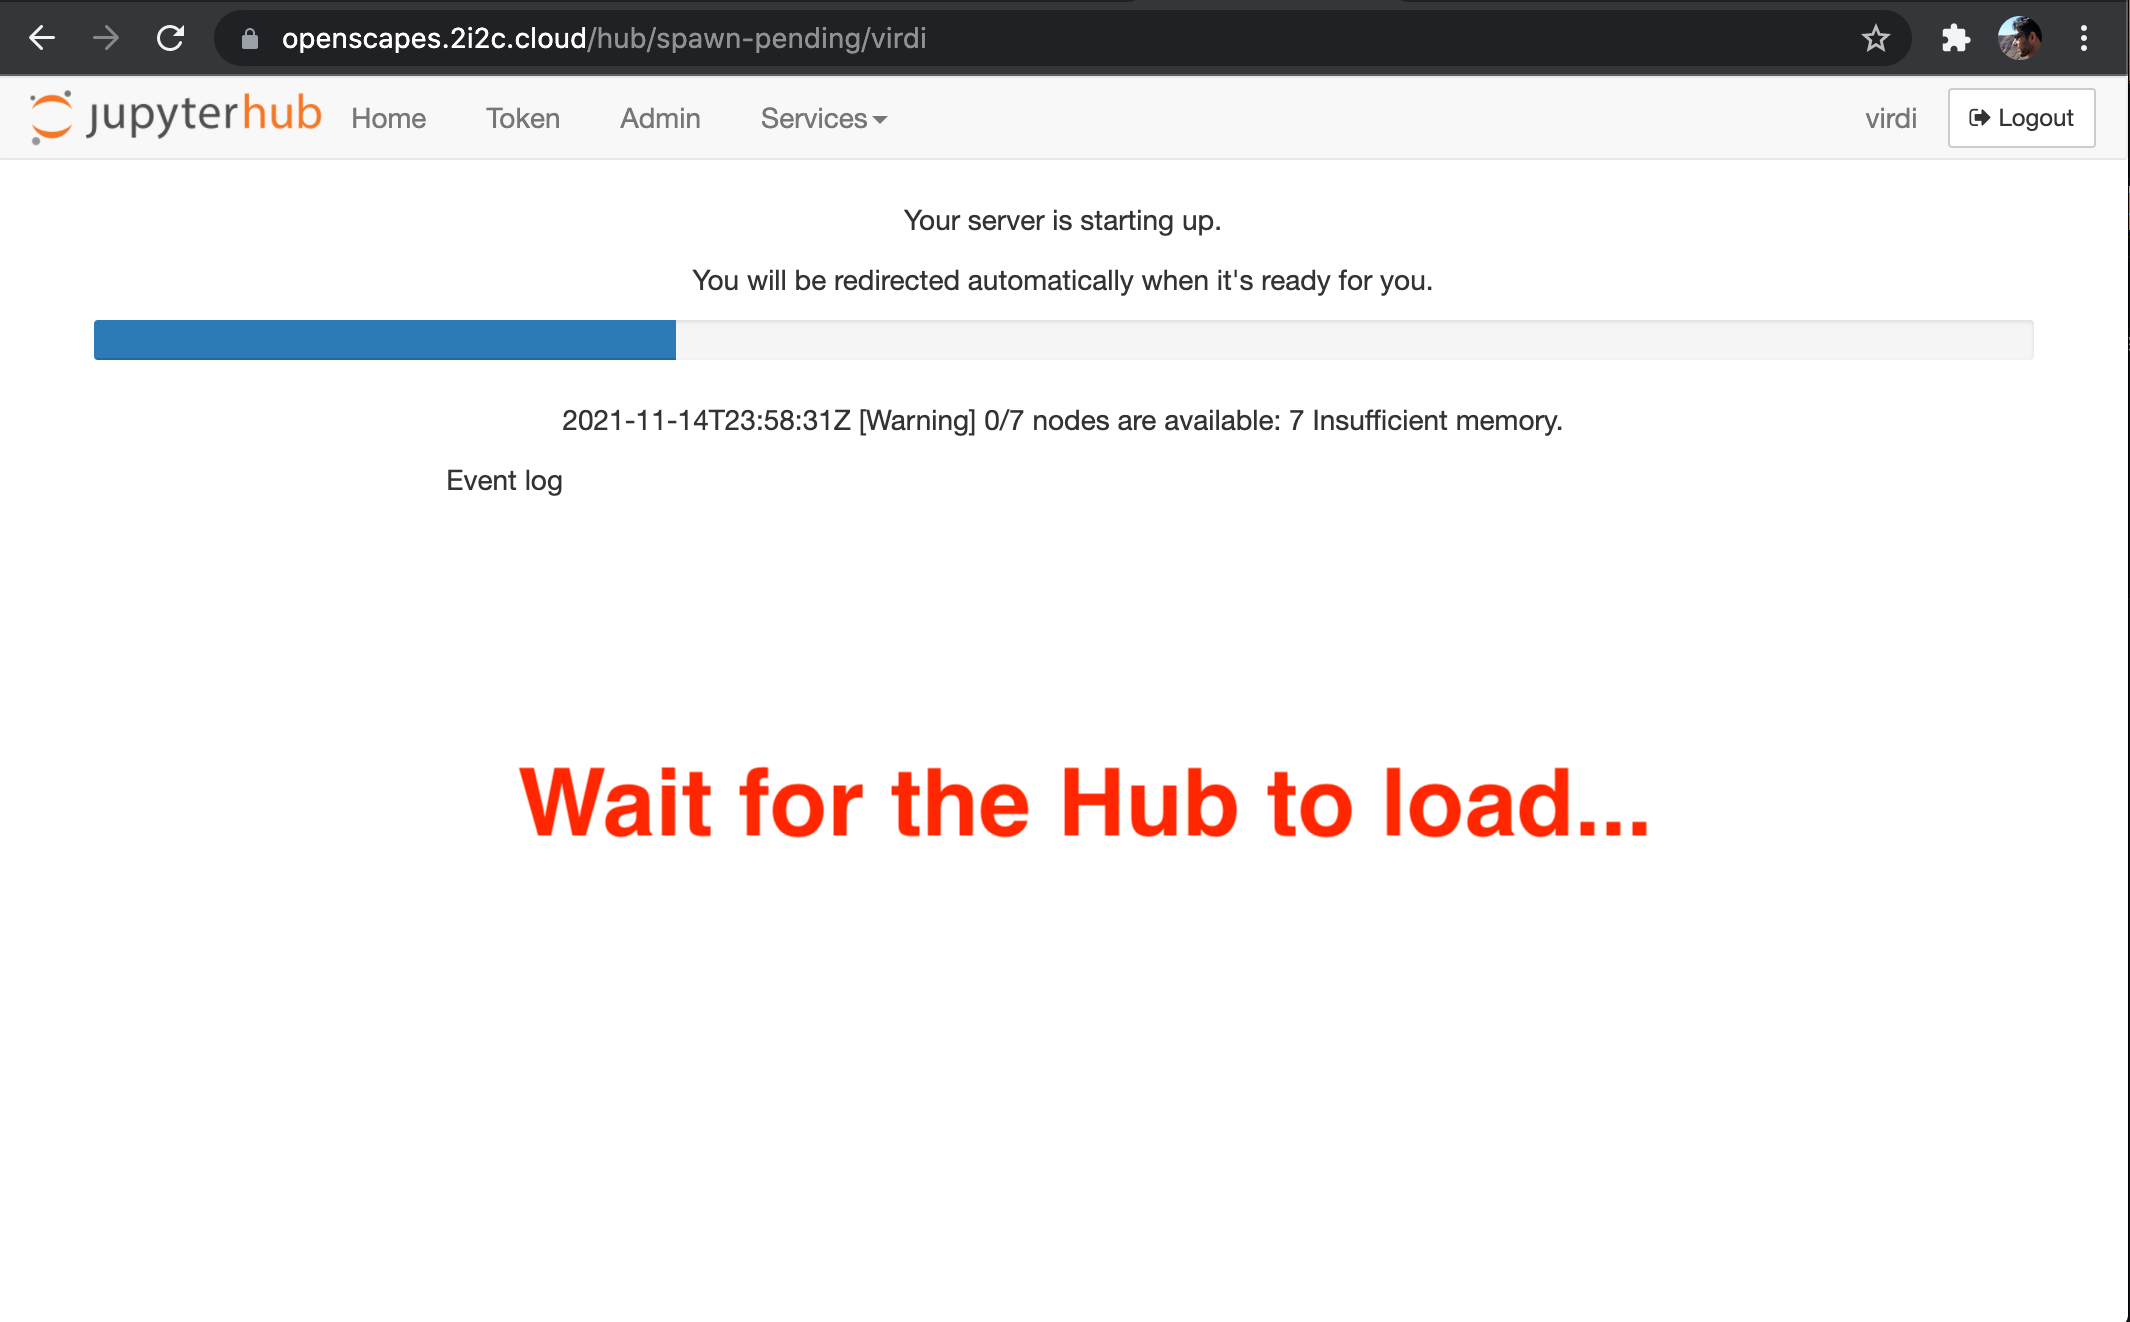 openscapes.2i2c.cloud/hub/spawn-pending/virdi
jupyterhub Home Token Admin Services virdi Logout
Your server is starting up.
You will be redirected automatically when it's ready for you.
2021-11-14T23:58:31Z [Warning] 0/7 nodes are available: 7 Insufficient memory.
Event log
Wait for the Hub to load...